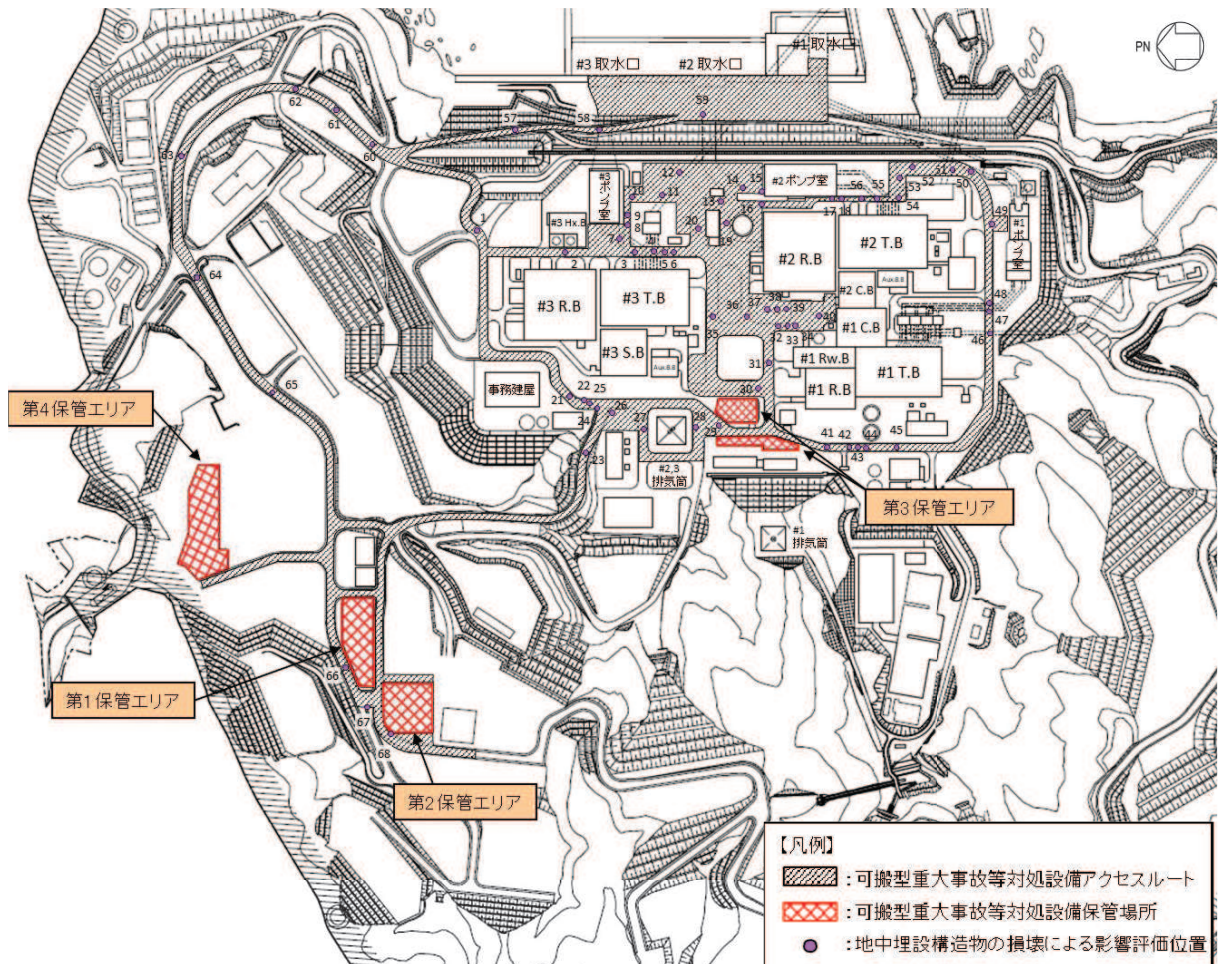 PN
#1 取水口
#3 取水口
#2 取水口
62
61
57
58
59
60
63
12
14
15
#2 ポンプ室
56
55
53
51
52
50
54
#3
ポンプ室
10
11
13
16
17
18
1
#3 Hx.B
9
8
7
20
19
49
#1
ポンプ室
#2 R.B
#2 T.B
2
3
5
6
64
#3 R.B
#3 T.B
#2 C.B
Aux.B.B
36
37
38
39
40
48
35
47
#1 C.B
32
33
34
46
#3 S.B
Aux.B.B
#1 Rw.B
31
#1 R.B
#1 T.B
65
事務建屋
22
25
21
24
26
30
第4保管エリア
27
28
29
41
42
44
45
43
23
#2,3
排気筒
第3保管エリア
#1
排気筒
66
第1保管エリア
67
68
第2保管エリア
【凡例】
:可搬型重大事故等対処設備アクセスルート
:可搬型重大事故等対処設備保管場所
:地中埋設構造物の損壊による影響評価位置